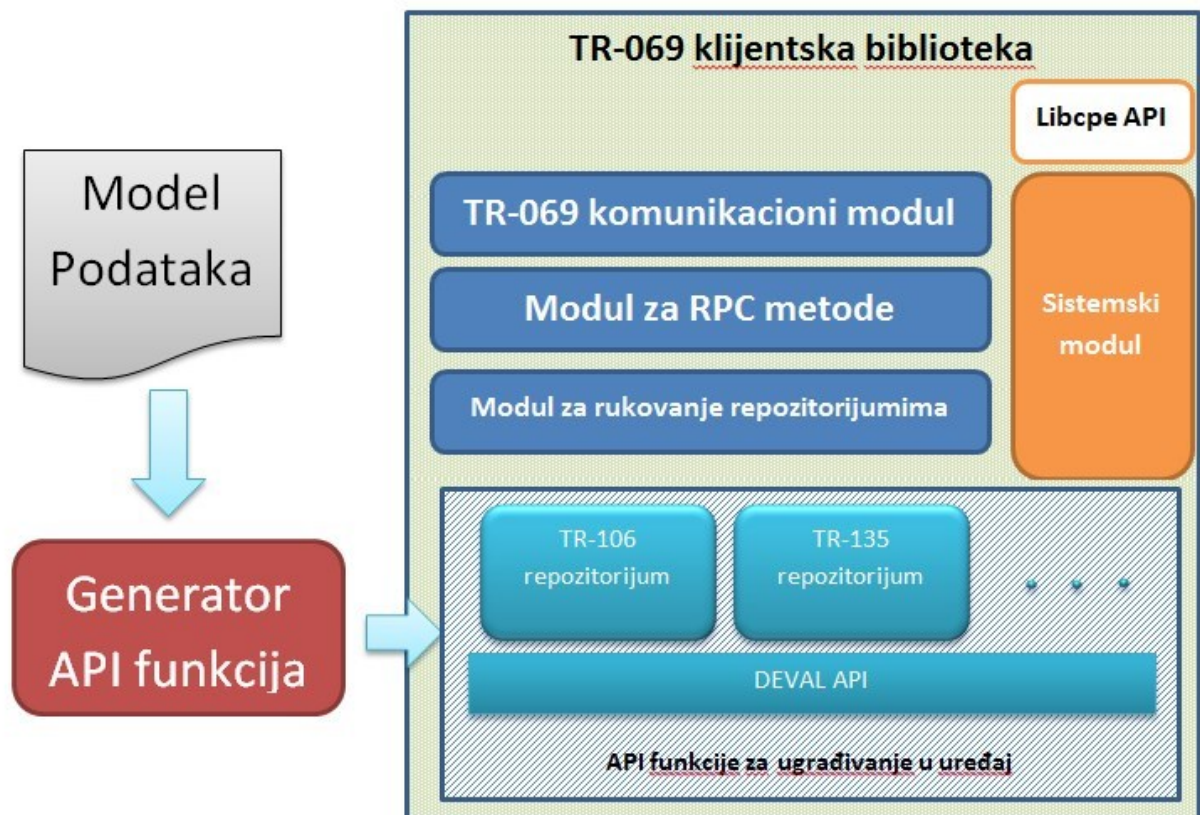 TR-069 klijentska biblioteka
Libcpe API
Model
Podataka
TR-069 komunikacioni modul
Modul za RPC metode
Sistemski
modul
Modul za rukovanje repozitorijumima
Generator
API funkcija
TR-106
repozitorijum
TR-135
repozitorijum
. . .
DEVAL API
API funkcije za ugrađivanje u uređaj